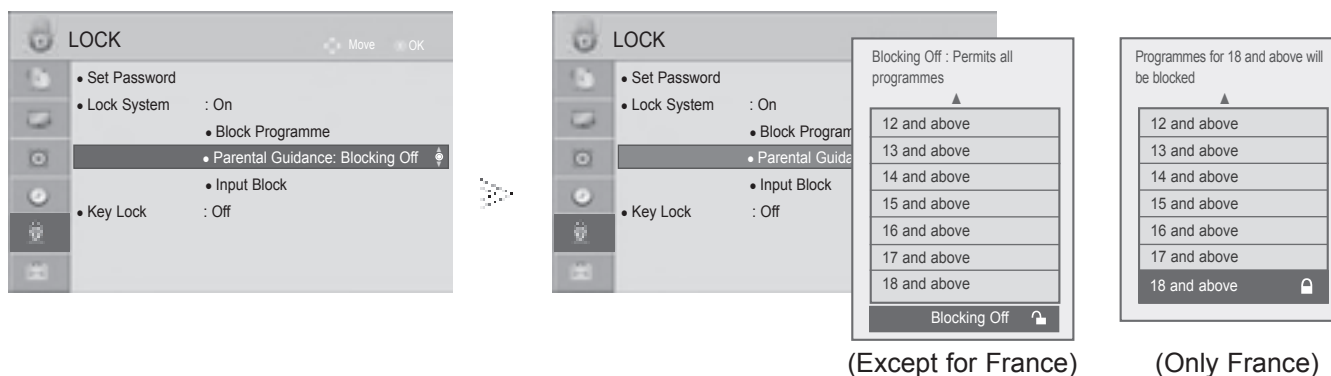 LOCK
Move OK
• Set Password
• Lock System : On
• Block Programme
• Parental Guidance: Blocking Off
• Input Block
• Key Lock : Off
LOCK
• Set Password
• Lock System : On
• Block Program
• Parental Guida
• Input Block
• Key Lock : Off
Blocking Off : Permits all
programmes
12 and above
13 and above
14 and above
15 and above
16 and above
17 and above
18 and above
Blocking Off
(Except for France)
Programmes for 18 and above will
be blocked
12 and above
13 and above
14 and above
15 and above
16 and above
17 and above
18 and above
(Only France)